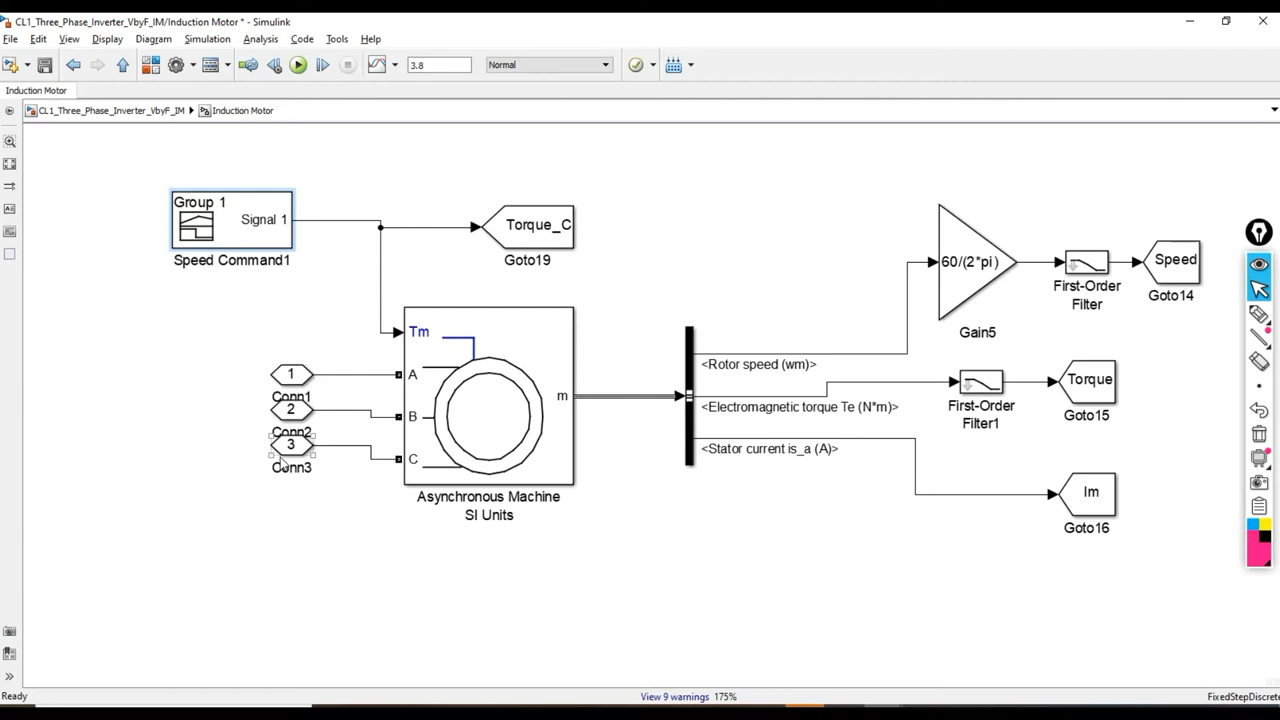 CL1_Three_Phase_Inverter_VbyF_IM/Induction Motor * - Simulink
File Edit View Display Diagram Simulation Analysis Code Tools Help
3.8 Normal
Induction Motor
CL1_Three_Phase_Inverter_VbyF_IM Induction Motor
Group 1
Signal 1
Speed Command1
Torque_C
Goto19
60/(2*pi)
Gain5
First-Order
Filter
Speed
Goto14
Tm
A
B
C
m
1
Conn1
2
Conn2
3
Conn3
Asynchronous Machine
SI Units
<Rotor speed (wm)>
<Electromagnetic torque Te (N*m)>
<Stator current is_a (A)>
First-Order
Filter1
Torque
Goto15
Im
Goto16
Ready View 9 warnings 175% FixedStepDiscrete